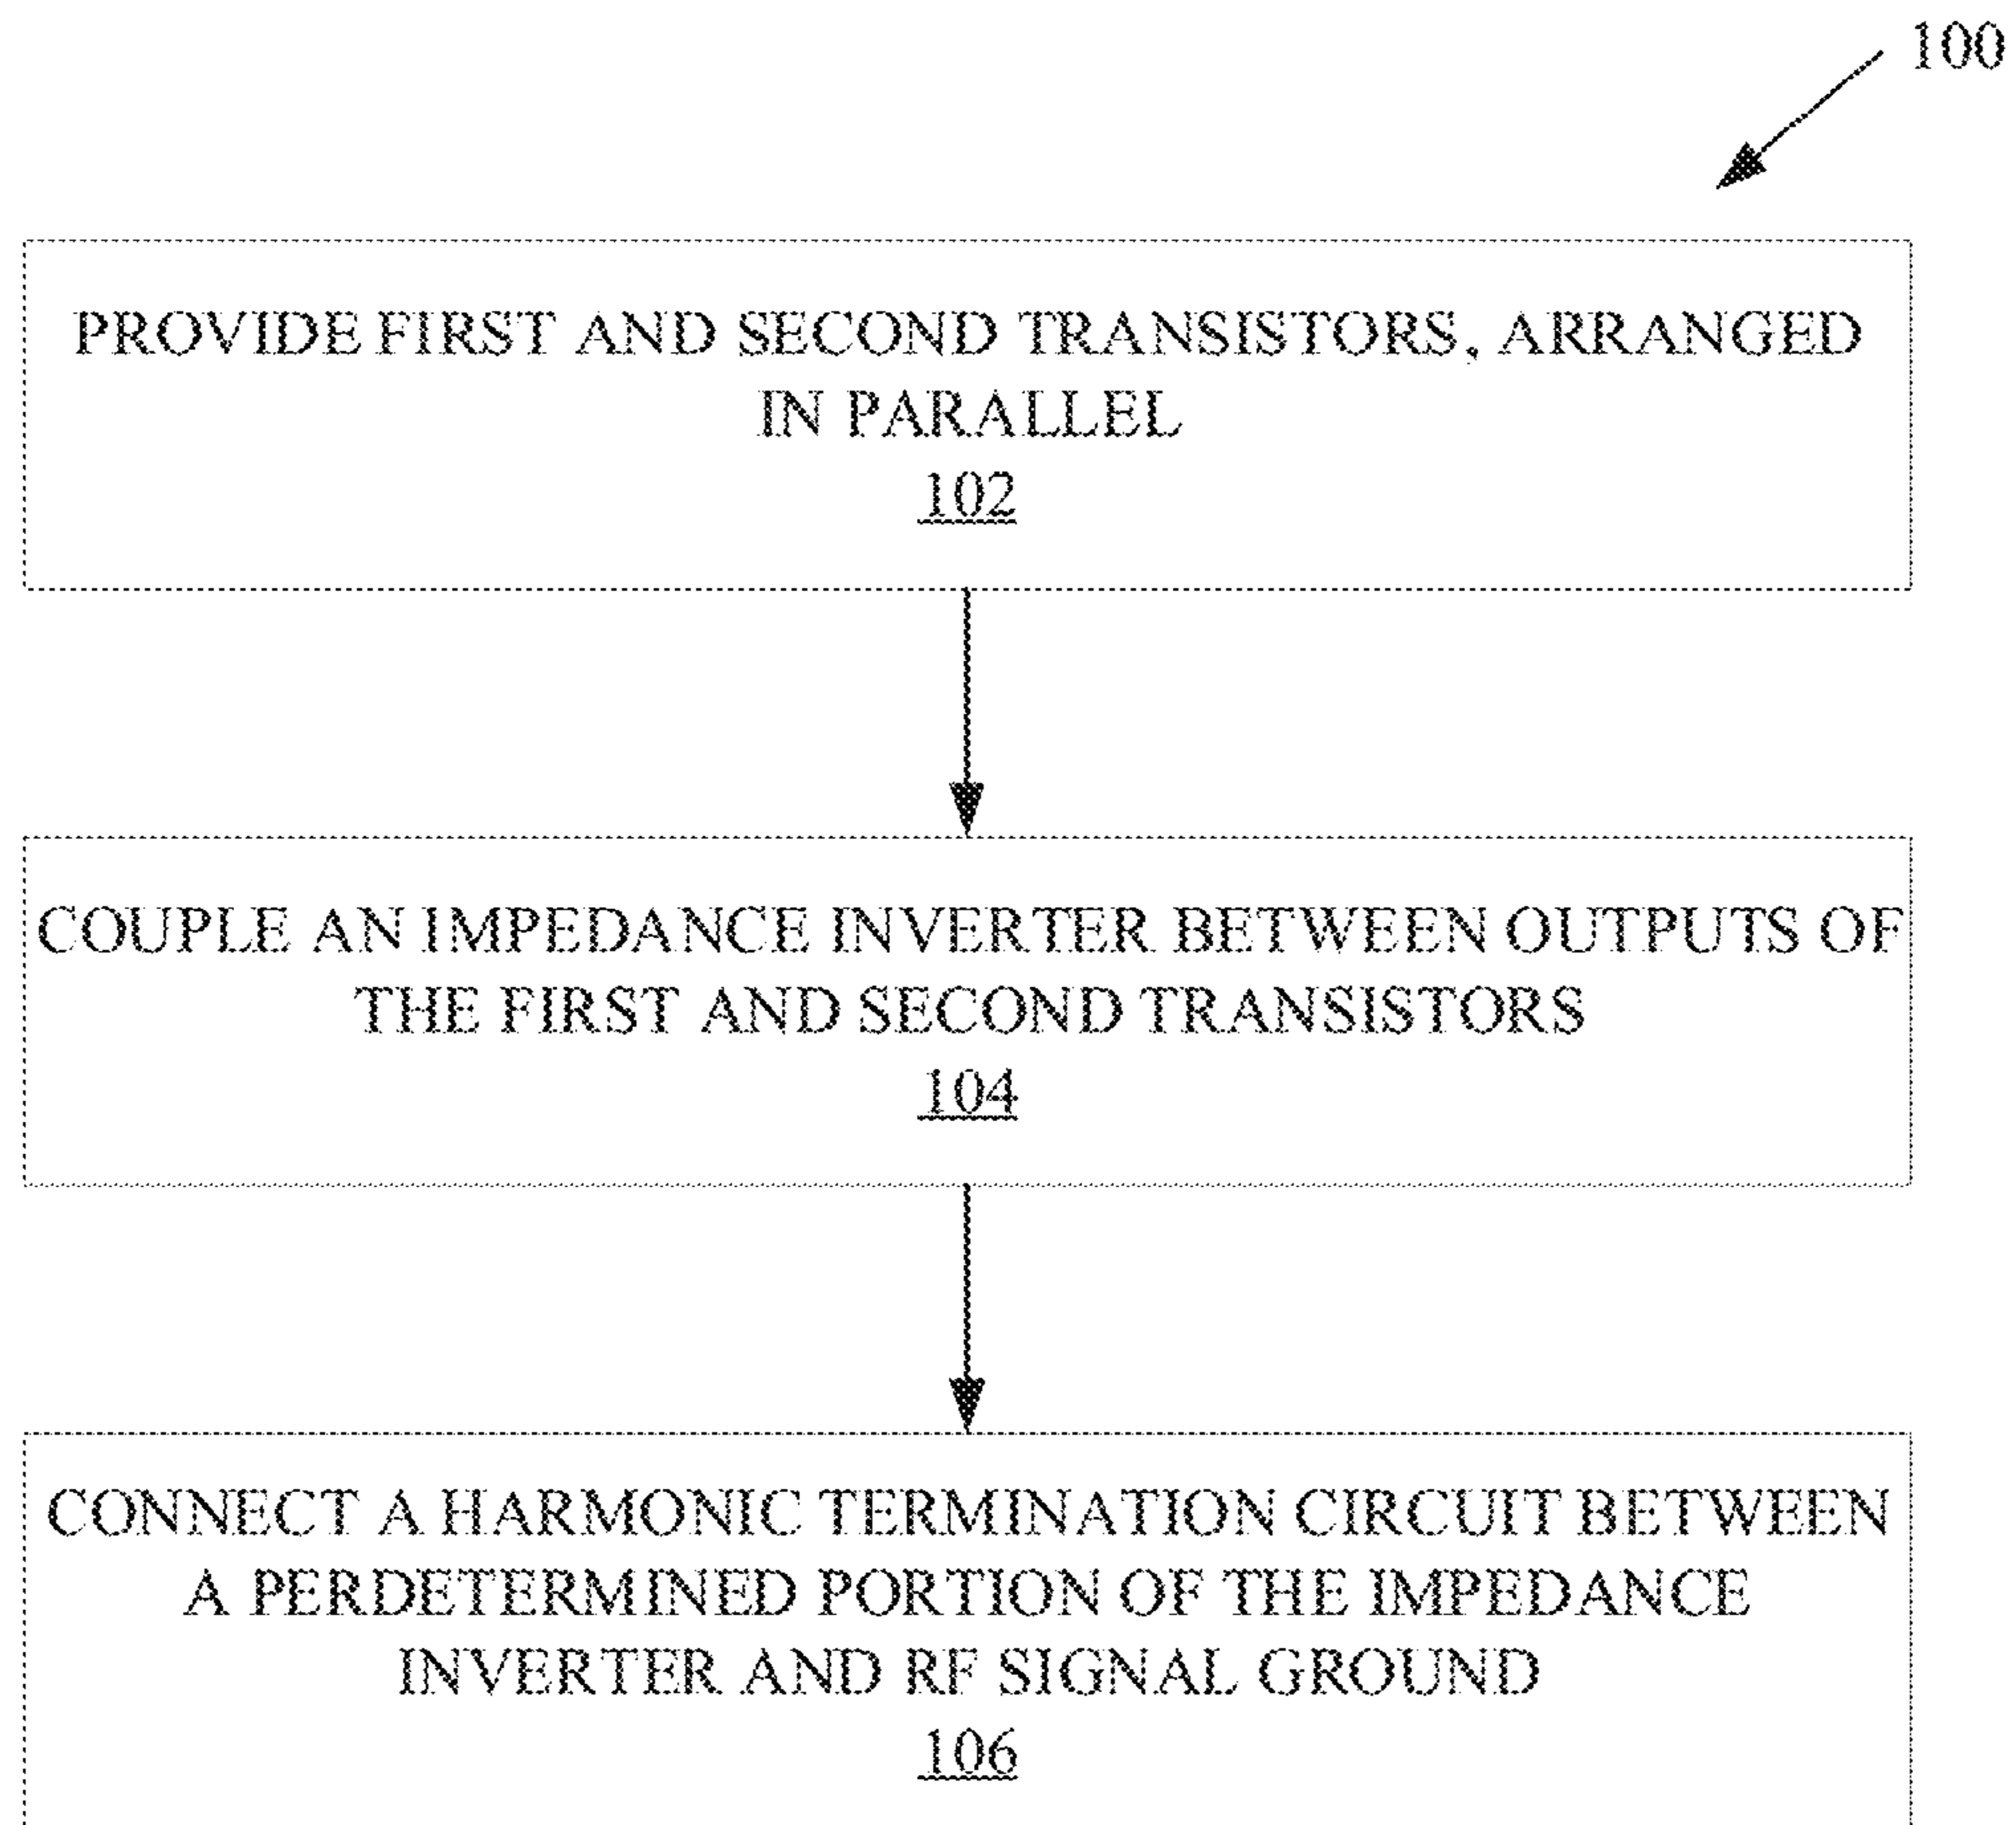 100
PROVIDE FIRST AND SECOND TRANSISTORS, ARRANGED
IN PARALLEL
102
COUPLE AN IMPEDANCE INVERTER BETWEEN OUTPUTS OF
THE FIRST AND SECOND TRANSISTORS
104
CONNECT A HARMONIC TERMINATION CIRCUIT BETWEEN
A PERDETERMINED PORTION OF THE IMPEDANCE
INVERTER AND RF SIGNAL GROUND
106